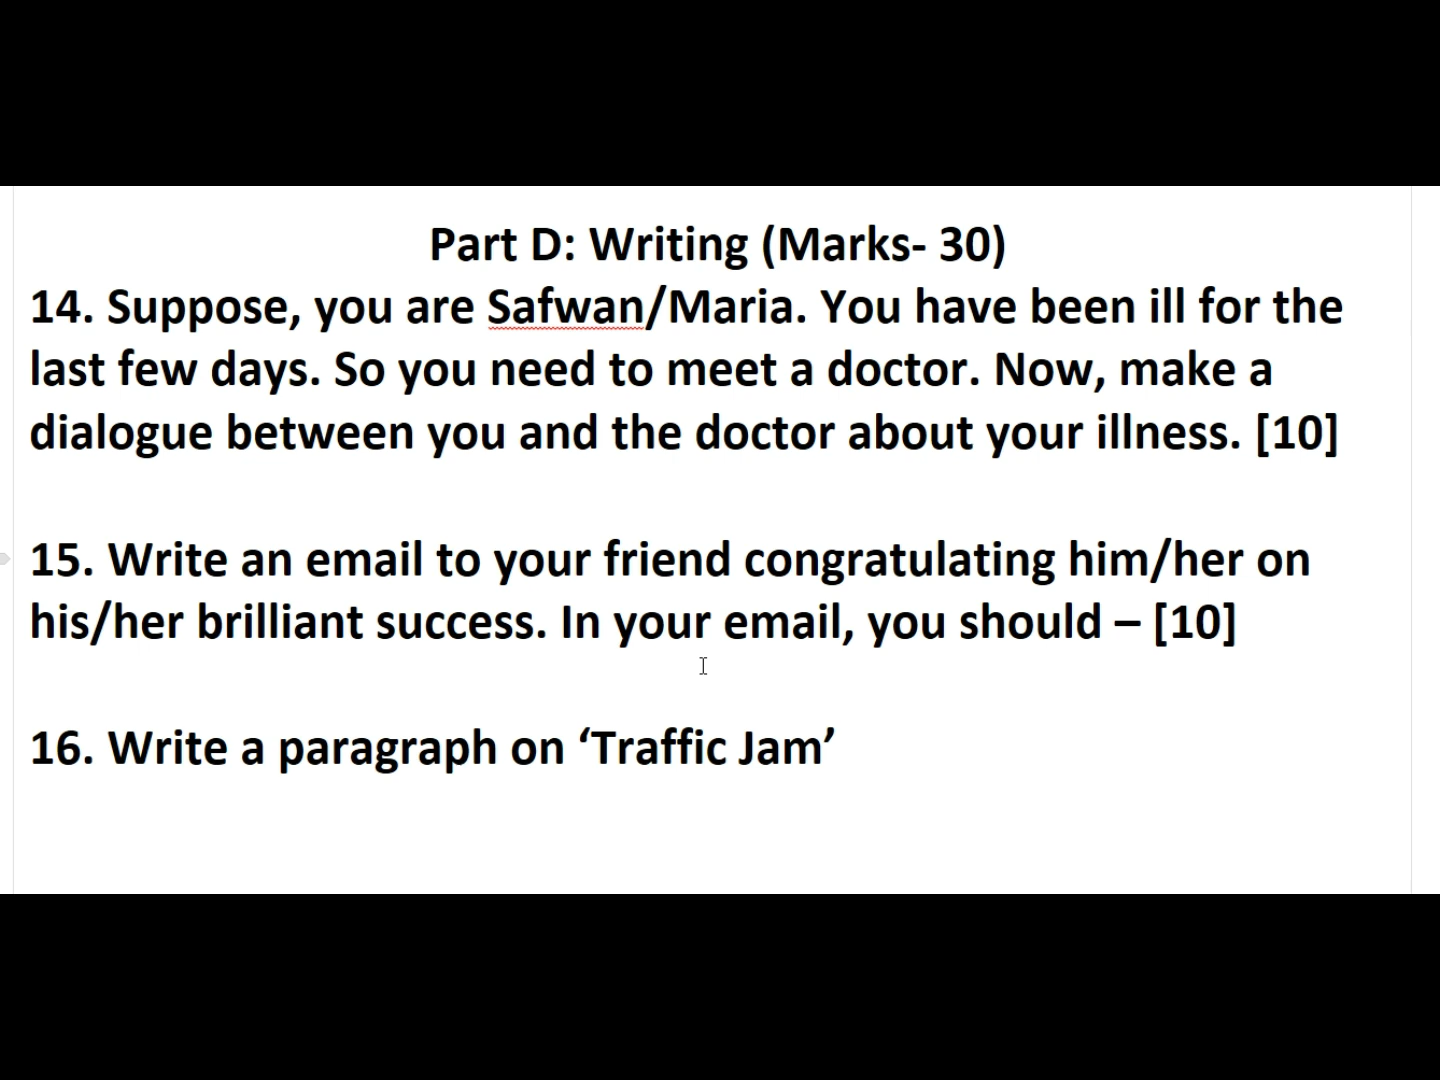 Part D: Writing (Marks- 30)
14. Suppose, you are Safwan/Maria. You have been ill for the
last few days. So you need to meet a doctor. Now, make a
dialogue between you and the doctor about your illness. [10]
15. Write an email to your friend congratulating him/her on
his/her brilliant success. In your email, you should – [10]
16. Write a paragraph on ‘Traffic Jam’